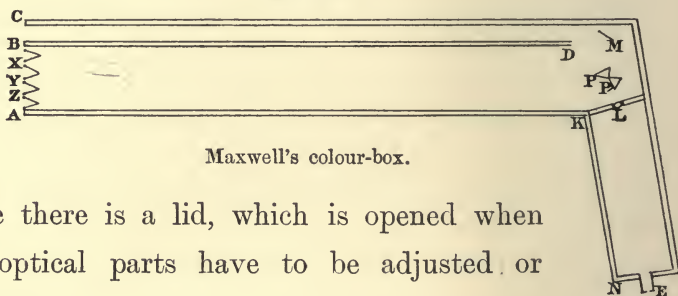 C
B
X
Y
Z
A
D
M
P
P
L
K
N
E
Maxwell's colour-box.
e there is a lid, which is opened when
optical parts have to be adjusted or